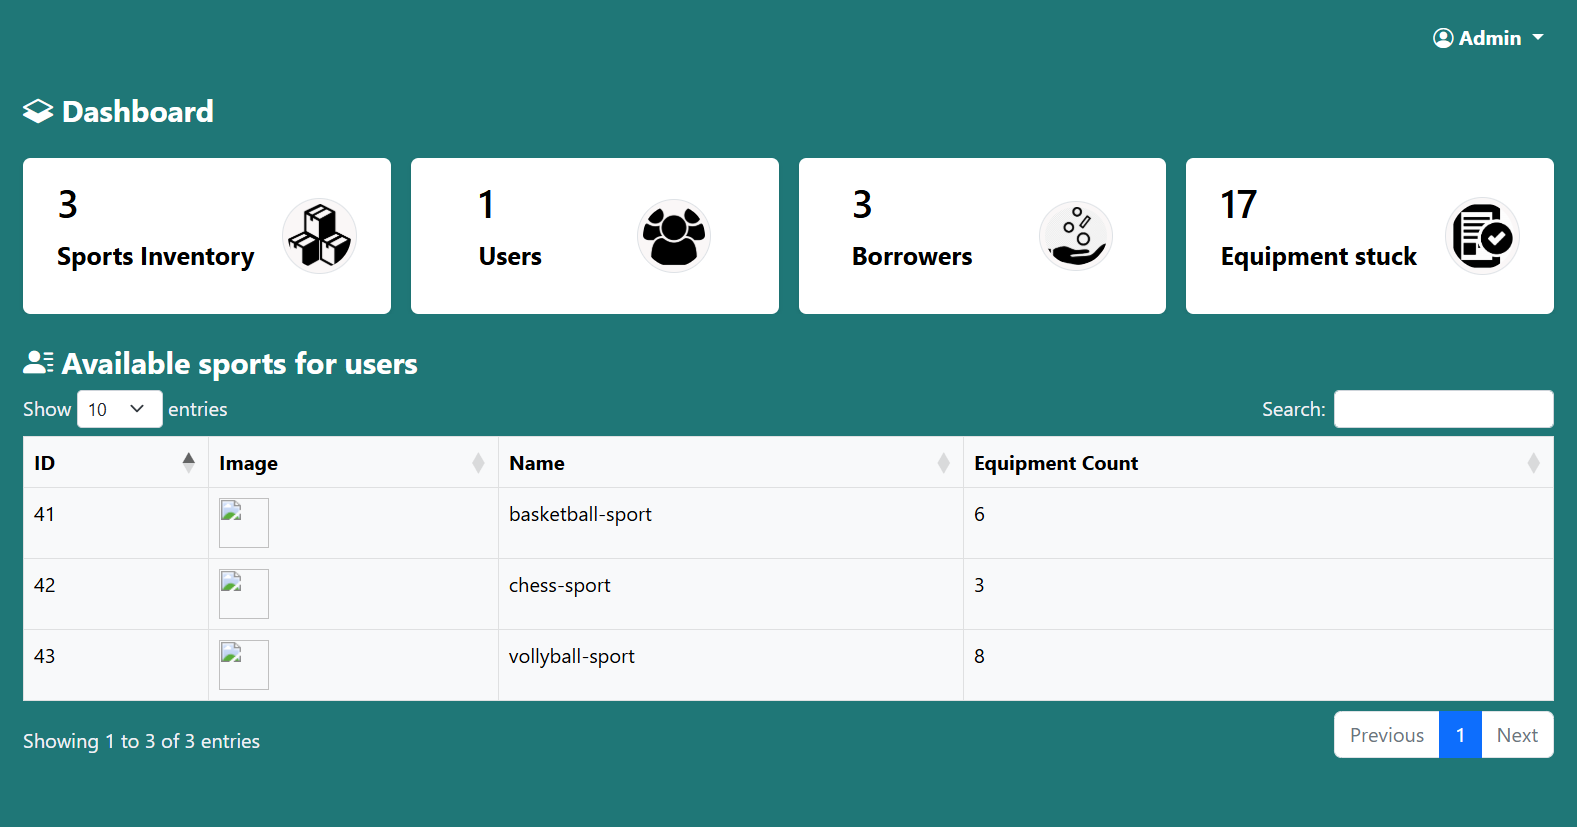 Admin
Dashboard
3
Sports Inventory
1
Users
3
Borrowers
17
Equipment stuck
Available sports for users
Show 10 entries
Search:
ID Image Name Equipment Count
41 basketball-sport 6
42 chess-sport 3
43 vollyball-sport 8
Showing 1 to 3 of 3 entries
Previous 1 Next